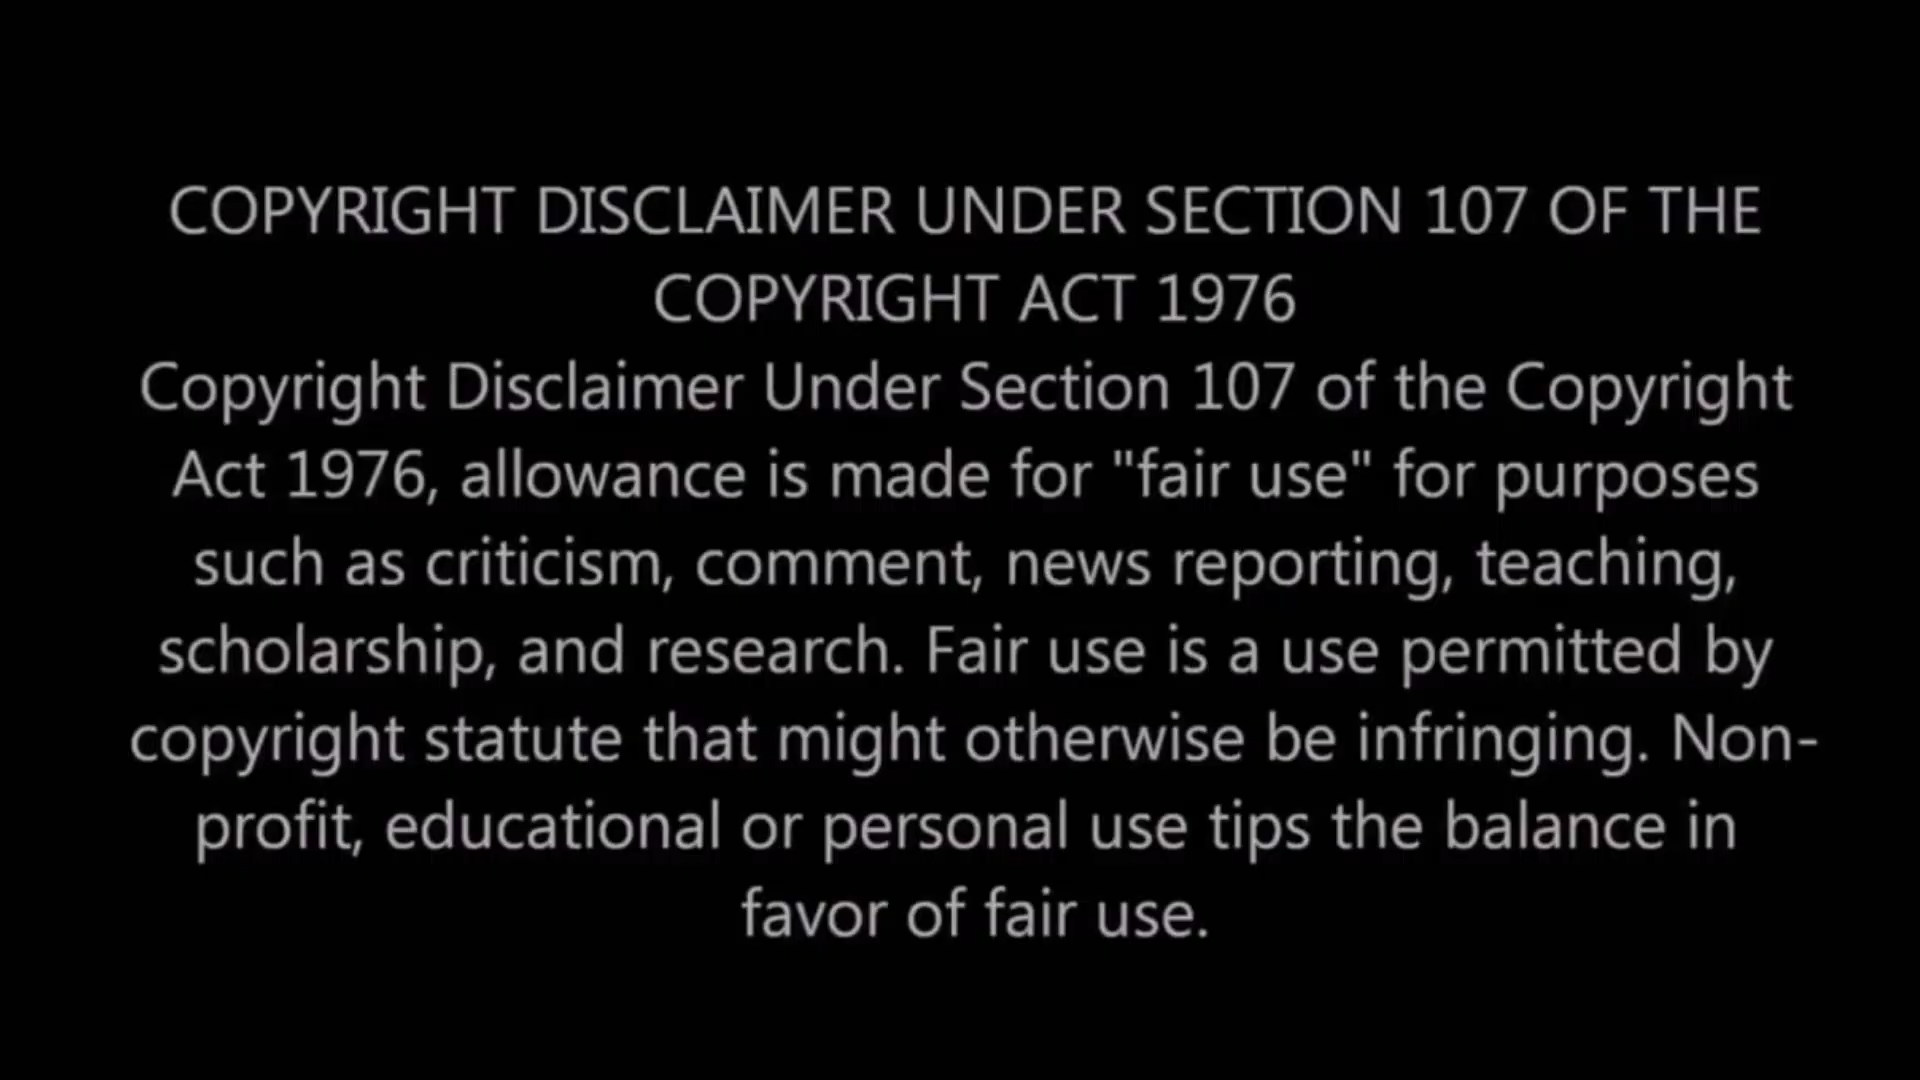 COPYRIGHT DISCLAIMER UNDER SECTION 107 OF THE
COPYRIGHT ACT 1976
Copyright Disclaimer Under Section 107 of the Copyright
Act 1976, allowance is made for "fair use" for purposes
such as criticism, comment, news reporting, teaching,
scholarship, and research. Fair use is a use permitted by
copyright statute that might otherwise be infringing. Non-
profit, educational or personal use tips the balance in
favor of fair use.